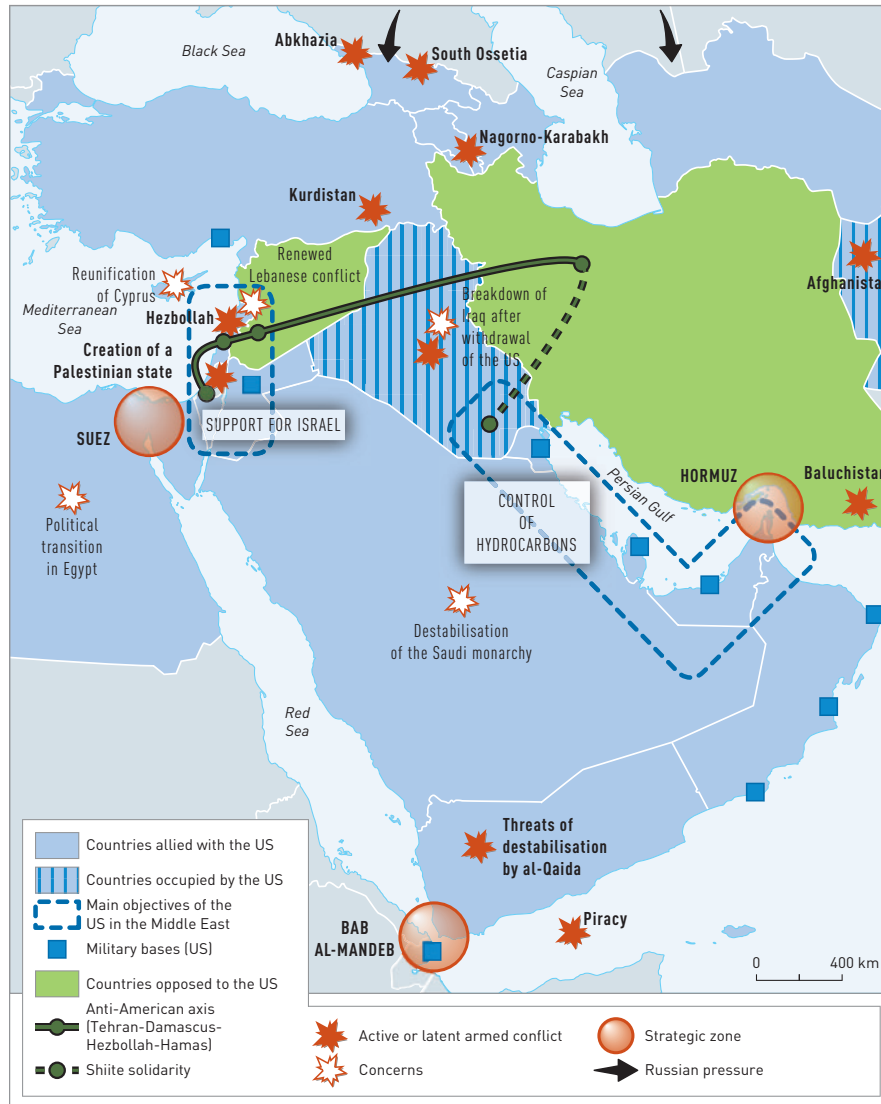 Abkhazia
Black Sea
South Ossetia
Caspian
Sea
Nagorno-Karabakh
Kurdistan
Renewed
Lebanese conflict
Reunification
of Cyprus
Afghanistan
Mediterranean
Sea
Hezbollah
Breakdown of
Iraq after
withdrawal
of the US
Creation of a
Palestinian state
SUPPORT FOR ISRAEL
SUEZ
HORMUZ
Baluchistan
Persian Gulf
CONTROL
OF
HYDROCARBONS
Political
transition
in Egypt
Destabilisation
of the Saudi monarchy
Red
Sea
Threats of
destabilisation
by al-Qaida
BAB
AL-MANDEB
Piracy
0 400 km
Countries allied with the US
Countries occupied by the US
Main objectives of the
US in the Middle East
Military bases (US)
Countries opposed to the US
Anti-American axis
(Tehran-Damascus-
Hezbollah-Hamas)
Shiite solidarity
Active or latent armed conflict
Concerns
Strategic zone
Russian pressure